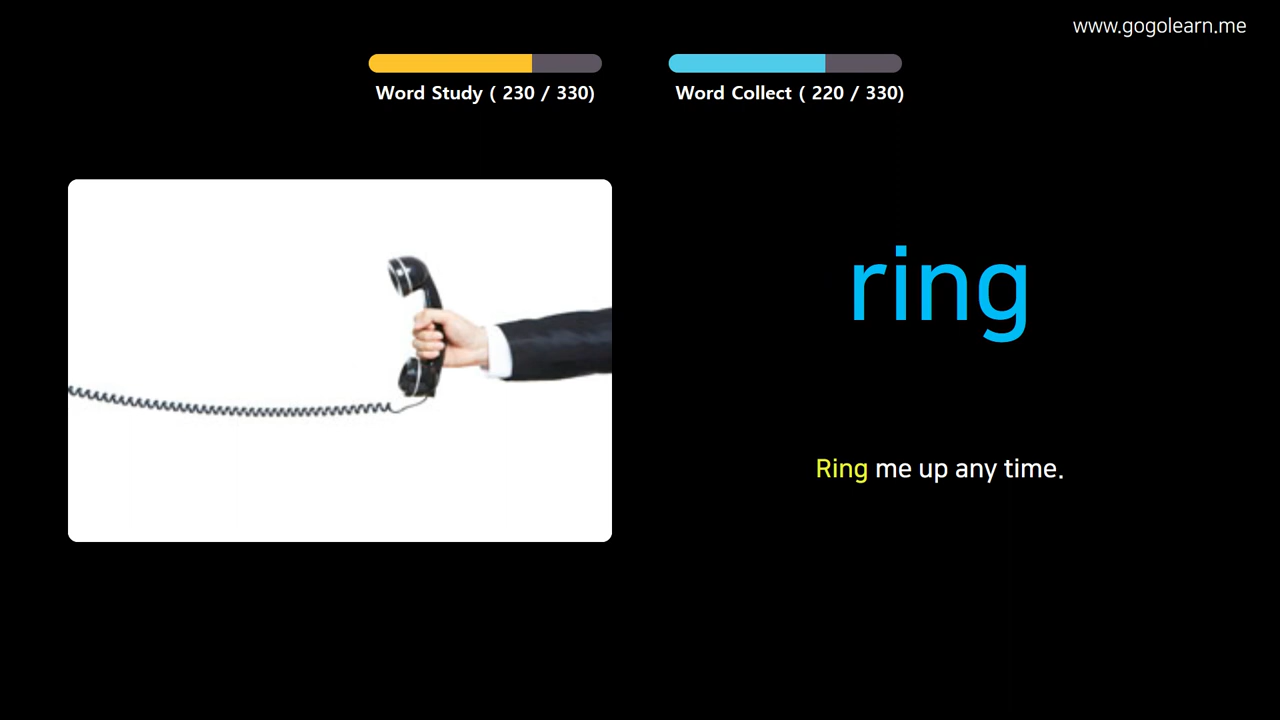 www.gogolearn.me
Word Study ( 230 / 330)
Word Collect ( 220 / 330)
ring
Ring me up any time.